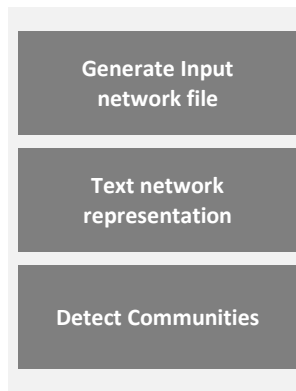 Generate Input
network file
Text network
representation
Detect Communities